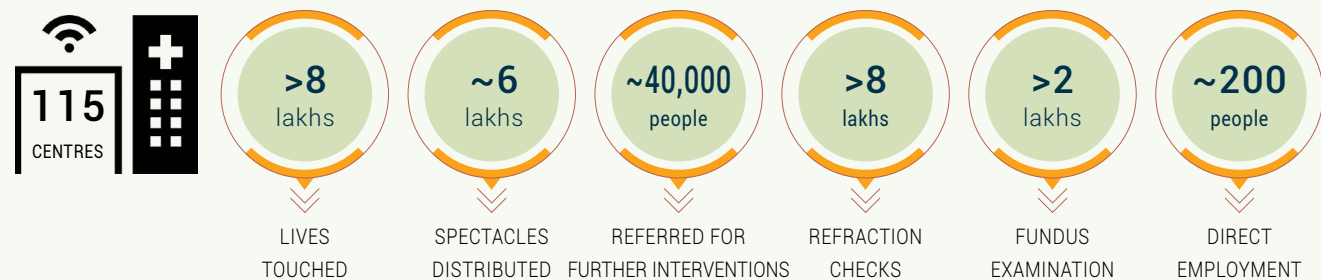 115
CENTRES
>8
lakhs
LIVES
TOUCHED
~6
lakhs
SPECTACLES
DISTRIBUTED
~40,000
people
REFERRED FOR
FURTHER INTERVENTIONS
>8
lakhs
REFRACTION
CHECKS
>2
lakhs
FUNDUS
EXAMINATION
~200
people
DIRECT
EMPLOYMENT